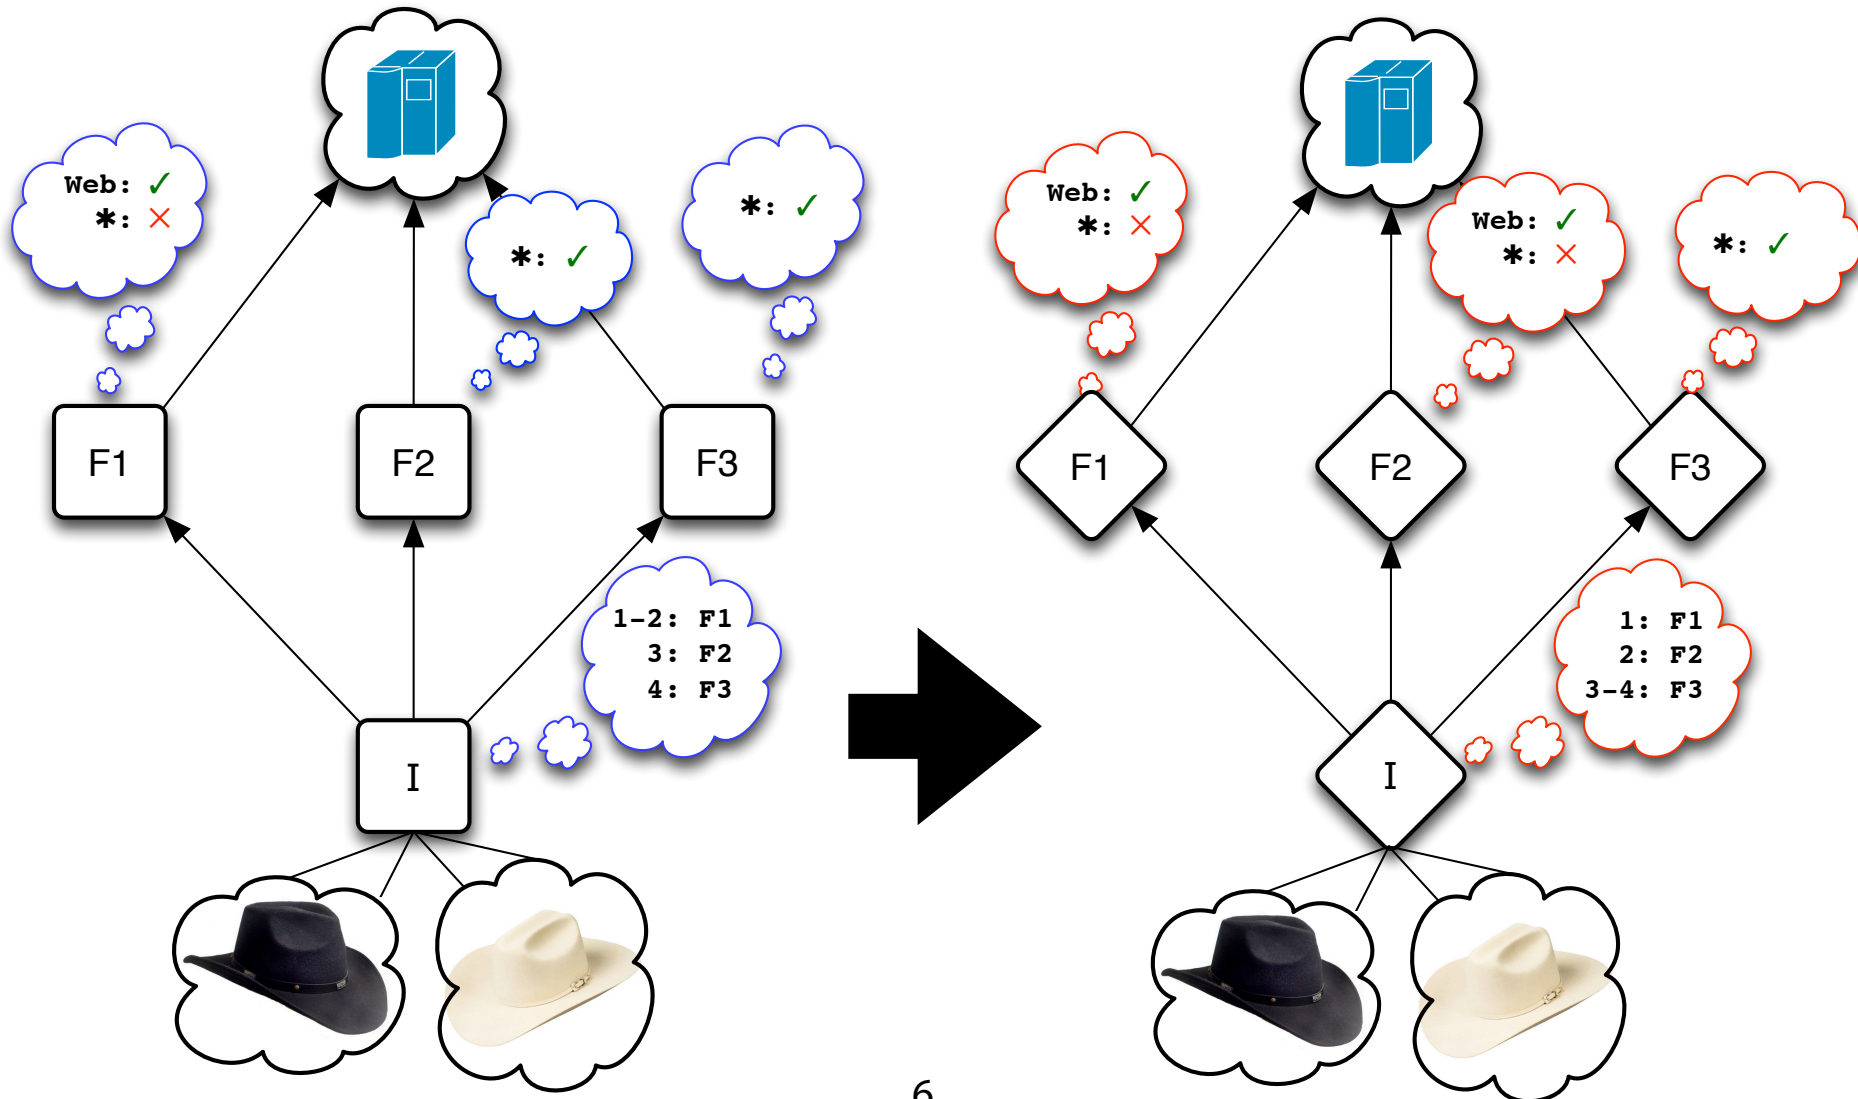 Web: ✓
*: ×
*: ✓
*: ✓
F1
F2
F3
1-2: F1
3: F2
4: F3
I
Web: ✓
*: ×
Web: ✓
*: ×
*: ✓
F1
F2
F3
1: F1
2: F2
3-4: F3
I
6